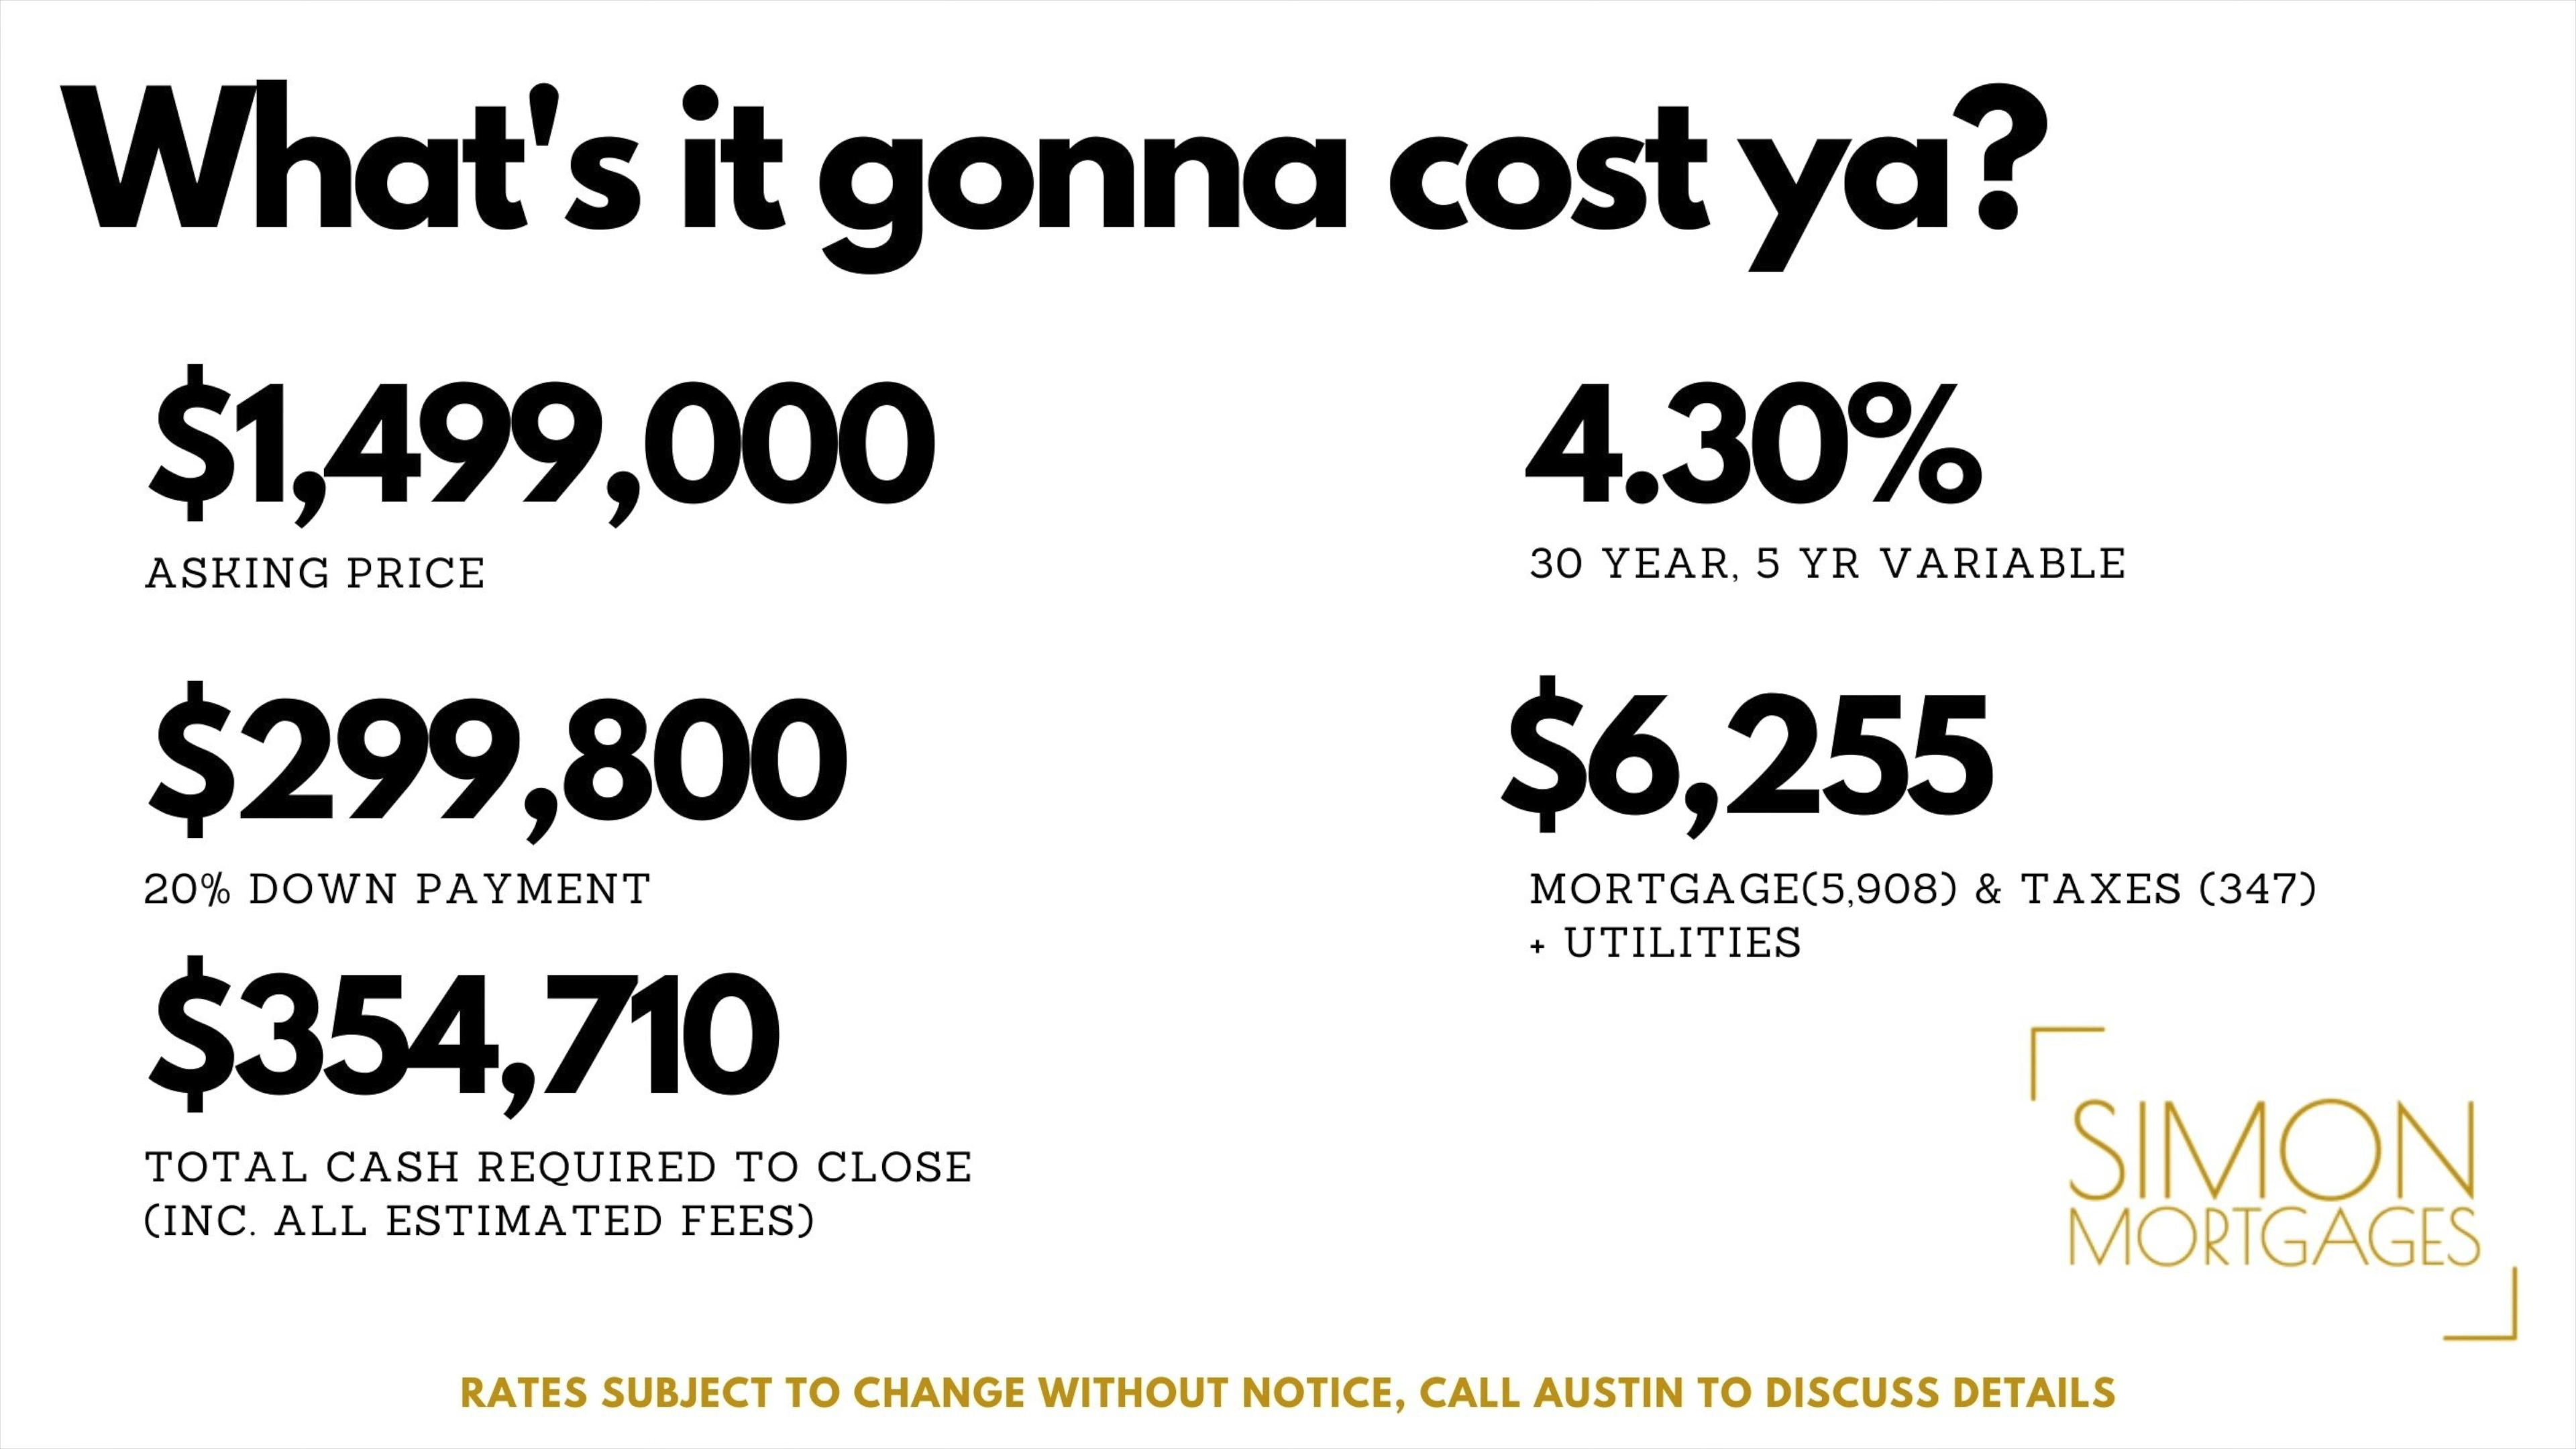 What's it gonna cost ya?
$1,499,000
ASKING PRICE
$299,800
20% DOWN PAYMENT
$354,710
TOTAL CASH REQUIRED TO CLOSE
(INC. ALL ESTIMATED FEES)
4.30%
30 YEAR, 5 YR VARIABLE
$6,255
MORTGAGE(5,908) & TAXES (347)
+ UTILITIES
SIMON
MORTGAGES
RATES SUBJECT TO CHANGE WITHOUT NOTICE, CALL AUSTIN TO DISCUSS DETAILS